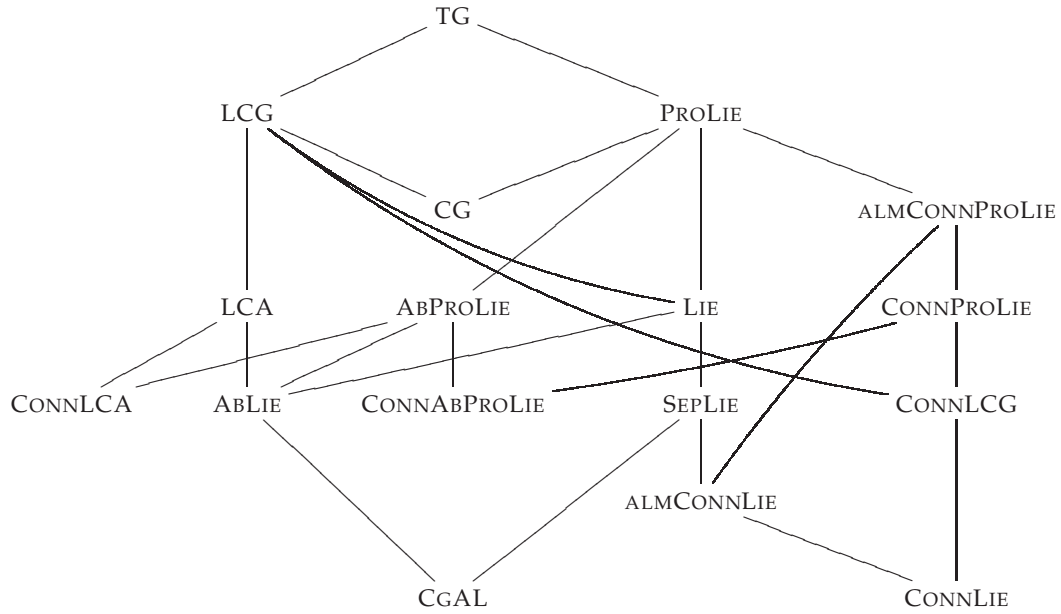 TG
LCG PROLIE
CG ALMCONNPROLIE
LCA ABPROLIE LIE CONNPROLIE
CONNLCA ABLIE CONNABPROLIE SEPLIE CONNLCG
ALMCONNLIE
CGAL CONNLIE